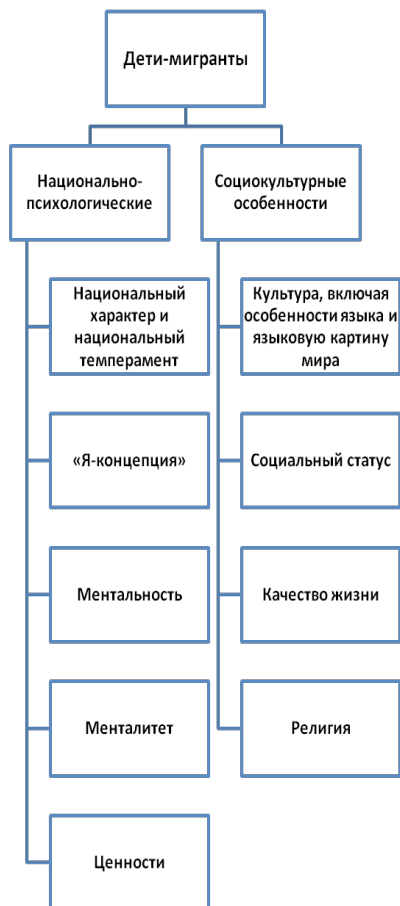 Дети-мигранты
Национально-
психологические
Социокультурные
особенности
Национальный
характер и
национальный
темперамент
«Я-концепция»
Ментальность
Менталитет
Ценности
Культура, включая
особенности языка и
языковую картину
мира
Социальный статус
Качество жизни
Религия